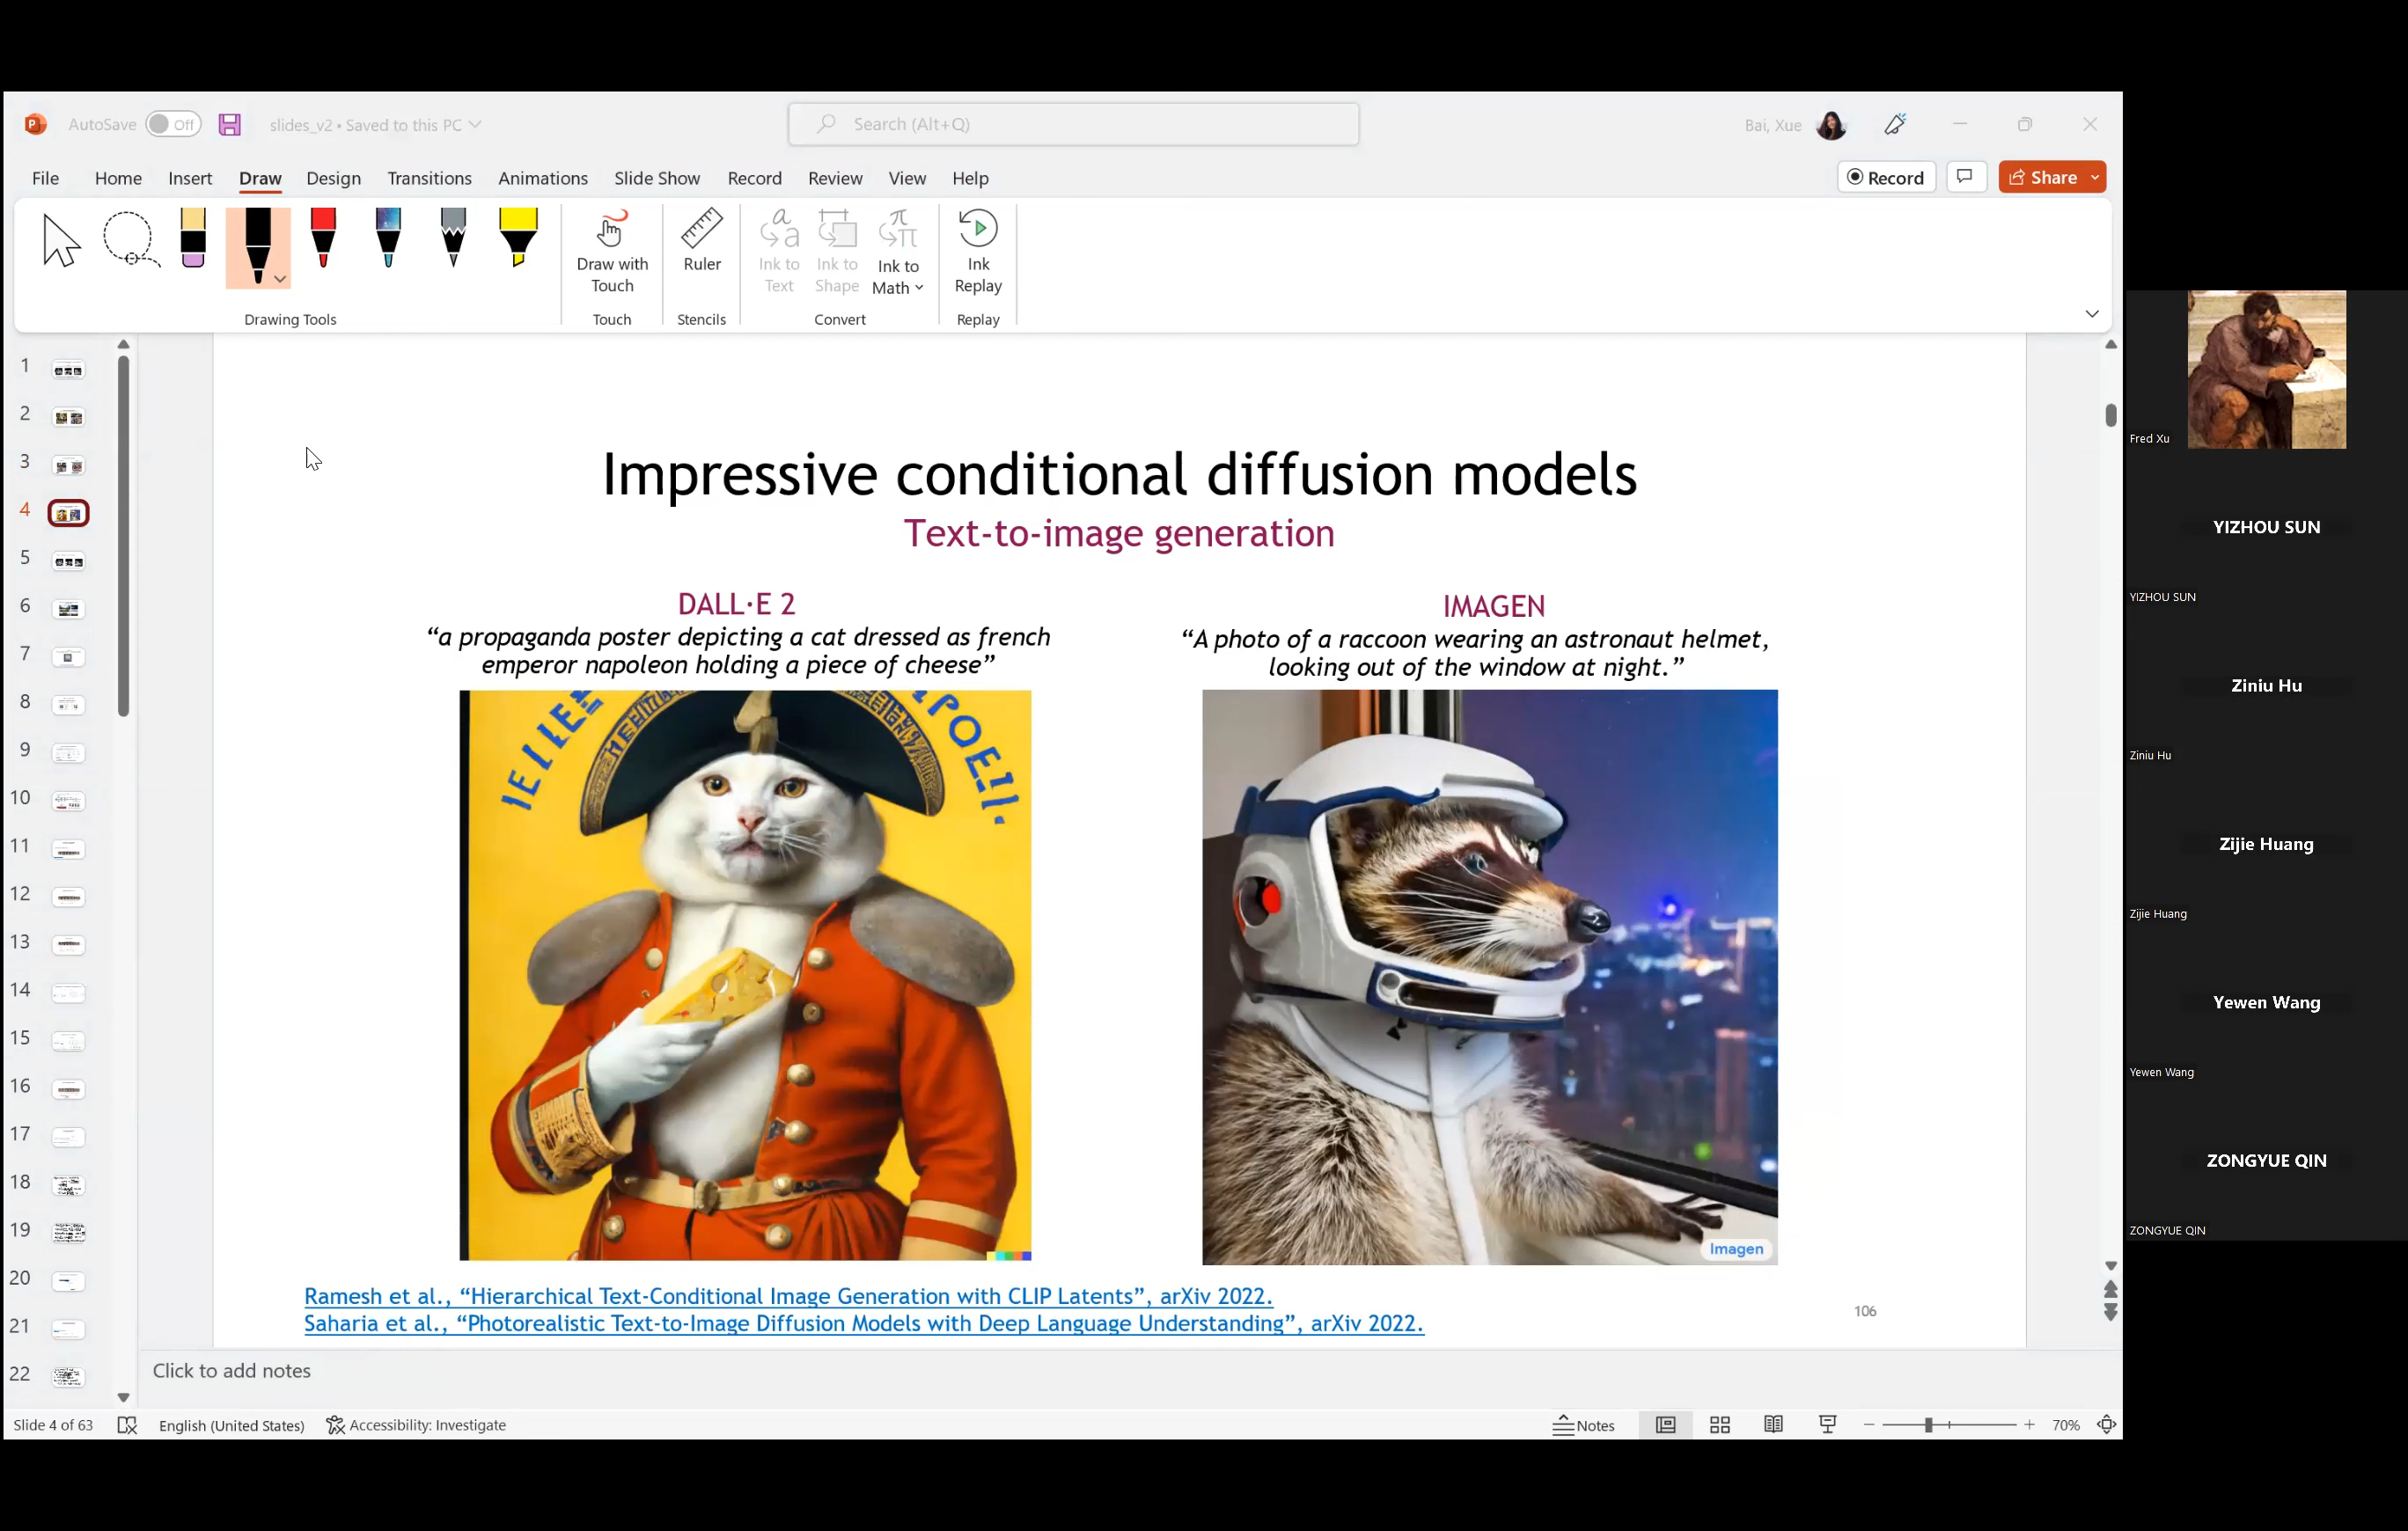 AutoSave Off slides_v2 • Saved to this PC Search (Alt+Q) Bai, Xue
File Home Insert Draw Design Transitions Animations Slide Show Record Review View Help Record Share
Draw with Touch
Ruler
Ink to Text
Ink to Shape
Ink to Math
Ink Replay
Drawing Tools Touch Stencils Convert Replay
1
2
3
4
5
6
7
8
9
10
11
12
13
14
15
16
17
18
19
20
21
22
Impressive conditional diffusion models
Text-to-image generation
DALL·E 2
“a propaganda poster depicting a cat dressed as french
emperor napoleon holding a piece of cheese”
IMAGEN
“A photo of a raccoon wearing an astronaut helmet,
looking out of the window at night.”
Imagen
Ramesh et al., “Hierarchical Text-Conditional Image Generation with CLIP Latents”, arXiv 2022.
Saharia et al., “Photorealistic Text-to-Image Diffusion Models with Deep Language Understanding”, arXiv 2022.
106
Click to add notes
Slide 4 of 63 English (United States) Accessibility: Investigate Notes 70%
Fred Xu
YIZHOU SUN
YIZHOU SUN
Ziniu Hu
Ziniu Hu
Zijie Huang
Zijie Huang
Yewen Wang
Yewen Wang
ZONGYUE QIN
ZONGYUE QIN